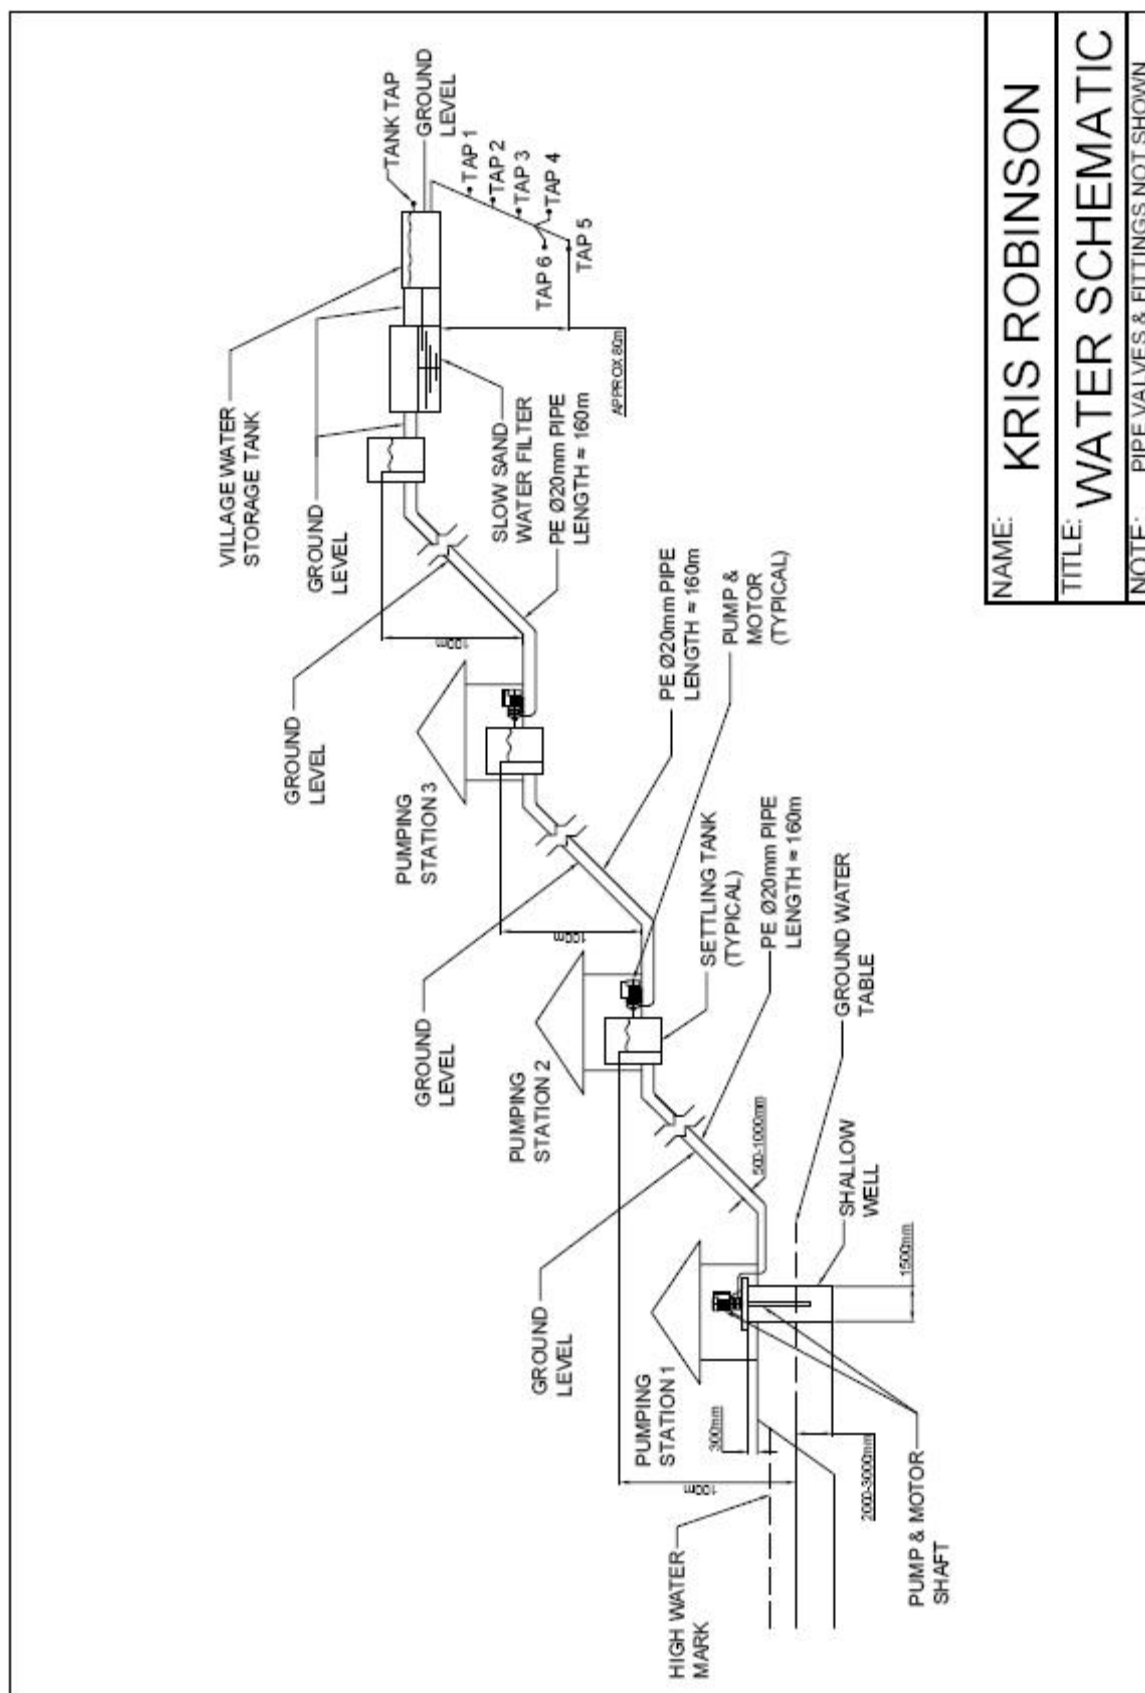 TANK TAP
GROUND
LEVEL
TAP 1
TAP 2
TAP 3
TAP 4
TAP 6
TAP 5
APPROX 80m
VILLAGE WATER
STORAGE TANK
GROUND
LEVEL
SLOW SAND
WATER FILTER
PE Ø20mm PIPE
LENGTH ≈ 160m
100m
GROUND
LEVEL
PUMPING
STATION 3
PE Ø20mm PIPE
LENGTH ≈ 160m
PUMP &
MOTOR
(TYPICAL)
100m
GROUND
LEVEL
PUMPING
STATION 2
SETTLING TANK
(TYPICAL)
PE Ø20mm PIPE
LENGTH ≈ 160m
GROUND WATER
TABLE
500-1000mm
SHALLOW
WELL
1500mm
GROUND
LEVEL
PUMPING
STATION 1
300mm
100m
2000-3000mm
HIGH WATER
MARK
PUMP & MOTOR
SHAFT
NAME: KRIS ROBINSON
TITLE: WATER SCHEMATIC
NOTE: PIPE VALVES & FITTINGS NOT SHOWN